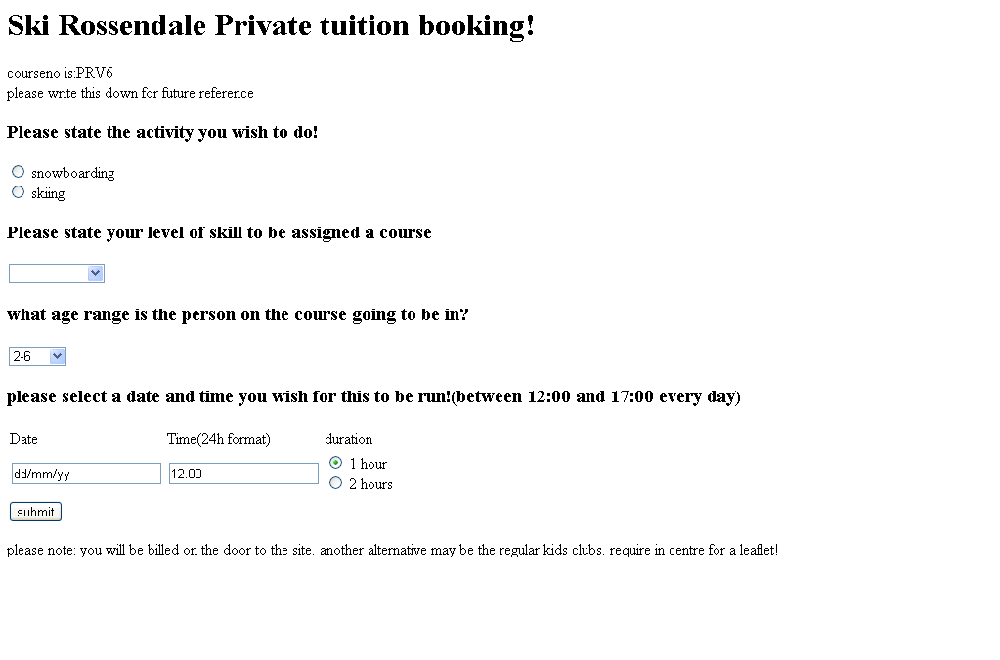 Ski Rossendale Private tuition booking!
courseno is:PRV6
please write this down for future reference
Please state the activity you wish to do!
snowboarding
skiing
Please state your level of skill to be assigned a course
what age range is the person on the course going to be in?
2-6
please select a date and time you wish for this to be run!(between 12:00 and 17:00 every day)
Date Time(24h format) duration
dd/mm/yy 12.00 1 hour
2 hours
submit
please note: you will be billed on the door to the site. another alternative may be the regular kids clubs. require in centre for a leaflet!